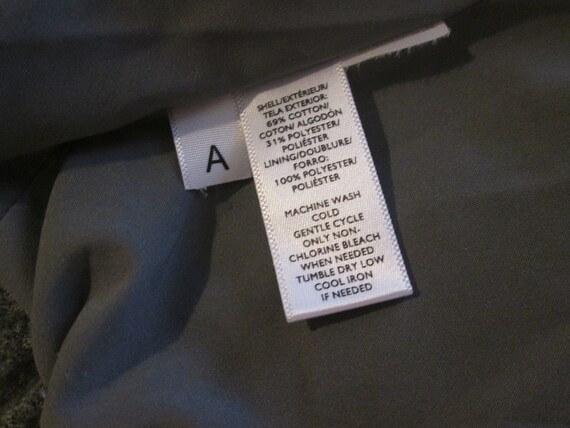 A
SHELL/EXTÉRIEUR/
TELA EXTERIOR:
69% COTTON/
COTON/ ALGODÓN
31% POLYESTER/
POLIÉSTER
LINING/DOUBLURE/
FORRO:
100% POLYESTER/
POLIÉSTER
MACHINE WASH
COLD
GENTLE CYCLE
ONLY NON-
CHLORINE BLEACH
WHEN NEEDED
TUMBLE DRY LOW
COOL IRON
IF NEEDED